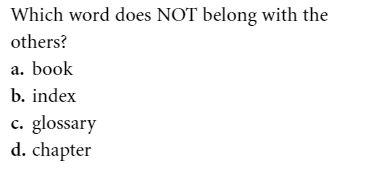 Which word does NOT belong with the
others?
a. book
b. index
c. glossary
d. chapter